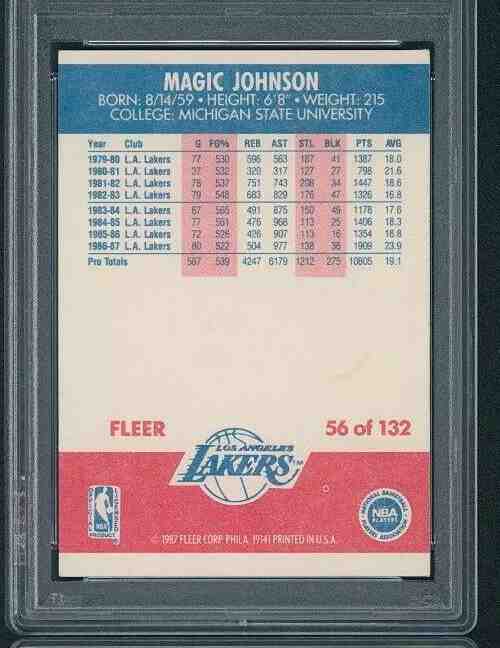 MAGIC JOHNSON
BORN: 8/14/59 • HEIGHT: 6'8" • WEIGHT: 215
COLLEGE: MICHIGAN STATE UNIVERSITY
Year Club G FG% REB AST STL BLK PTS AVG
1979-80 L.A. Lakers 77 530 596 563 187 41 1387 18.0
1980-81 L.A. Lakers 37 532 320 317 127 27 798 21.6
1981-82 L.A. Lakers 78 537 751 743 208 34 1447 18.6
1982-83 L.A. Lakers 79 548 683 829 176 47 1326 16.8
1983-84 L.A. Lakers 67 565 491 875 150 49 1178 17.6
1984-85 L.A. Lakers 77 561 476 968 113 25 1406 18.3
1985-86 L.A. Lakers 72 526 426 907 113 16 1354 18.8
1986-87 L.A. Lakers 80 522 504 977 138 36 1909 23.9
Pro Totals 567 539 4247 6179 1212 275 10805 19.1
FLEER 56 of 132
LOS ANGELES
LAKERS™
NBA
PRODUCT
NATIONAL BASKETBALL
NBA
PLAYERS
ASSOCIATION
© 1987 FLEER CORP. PHILA. 19141 PRINTED IN U.S.A.